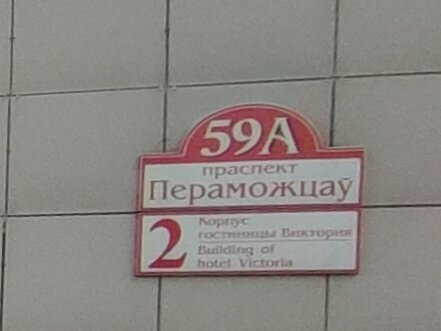 59А
праспект
Пераможцаў
2
Корпус
гостиницы Виктория
Building of
hotel Victoria